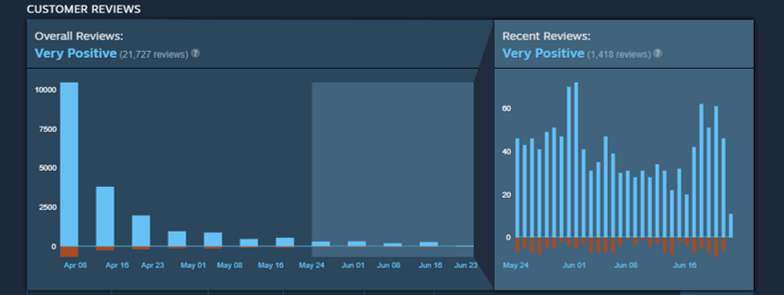 CUSTOMER REVIEWS
Overall Reviews:
Very Positive (21,727 reviews) ?
Recent Reviews:
Very Positive (1,418 reviews) ?
10000
7500
5000
2500
0
Apr 08 Apr 16 Apr 23 May 01 May 08 May 16 May 24 Jun 01 Jun 08 Jun 16 Jun 23
60
40
20
0
May 24 Jun 01 Jun 08 Jun 16